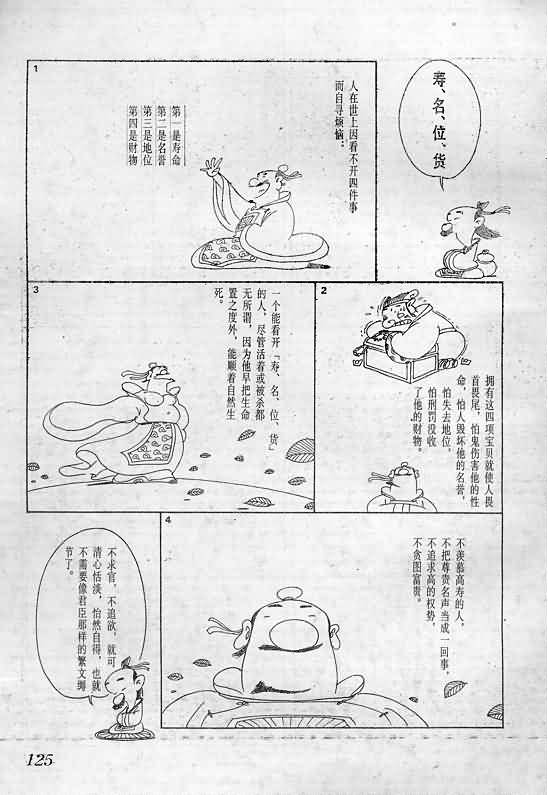 寿、名、位、货
1
人在世上因看不开四件事
而自寻烦恼：
第一是寿命
第二是名誉
第三是地位
第四是财物
2
拥有这四项宝贝就使人畏
首畏尾，怕鬼伤害他的性
命，怕人毁坏他的名誉，
怕失去地位，
怕刑罚没收
了他的财物。
3
一个能看开「寿、名、位、货」
的人，尽管活着或被杀都
无所谓，因为他早把生命
置之度外，能顺着自然生
死。
4
不羡慕高寿的人，
不把尊贵名声当成一回事，
不追求高的权势，
不贪图富贵。
不求官，不追欲，就可
清心恬淡，怡然自得，也就
不需要像君臣那样的繁文缛
节了。
125